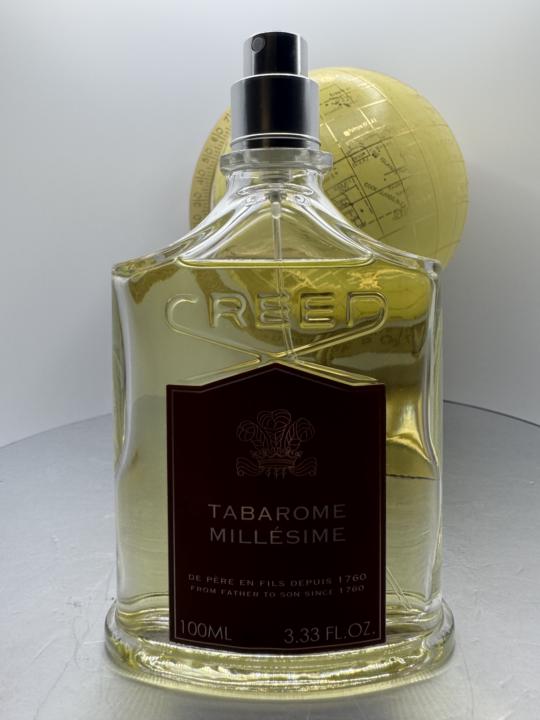 CREED
TABAROME
MILLÉSIME
DE PÈRE EN FILS DEPUIS 1760
FROM FATHER TO SON SINCE 1760
100ML 3.33 FL.OZ.